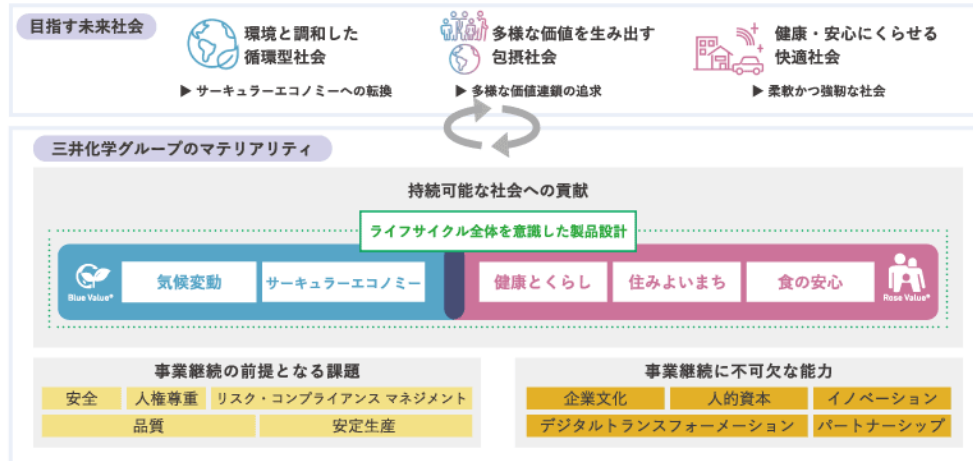 目指す未来社会
環境と調和した
循環型社会
▶ サーキュラーエコノミーへの転換
多様な価値を生み出す
包摂社会
▶ 多様な価値連鎖の追求
健康・安心にくらせる
快適社会
▶ 柔軟かつ強靭な社会
三井化学グループのマテリアリティ
持続可能な社会への貢献
ライフサイクル全体を意識した製品設計
Blue Value®
気候変動
サーキュラーエコノミー
健康とくらし
住みよいまち
食の安心
Rose Value®
事業継続の前提となる課題
安全
人権尊重
リスク・コンプライアンス マネジメント
品質
安定生産
事業継続に不可欠な能力
企業文化
人的資本
イノベーション
デジタルトランスフォーメーション
パートナーシップ